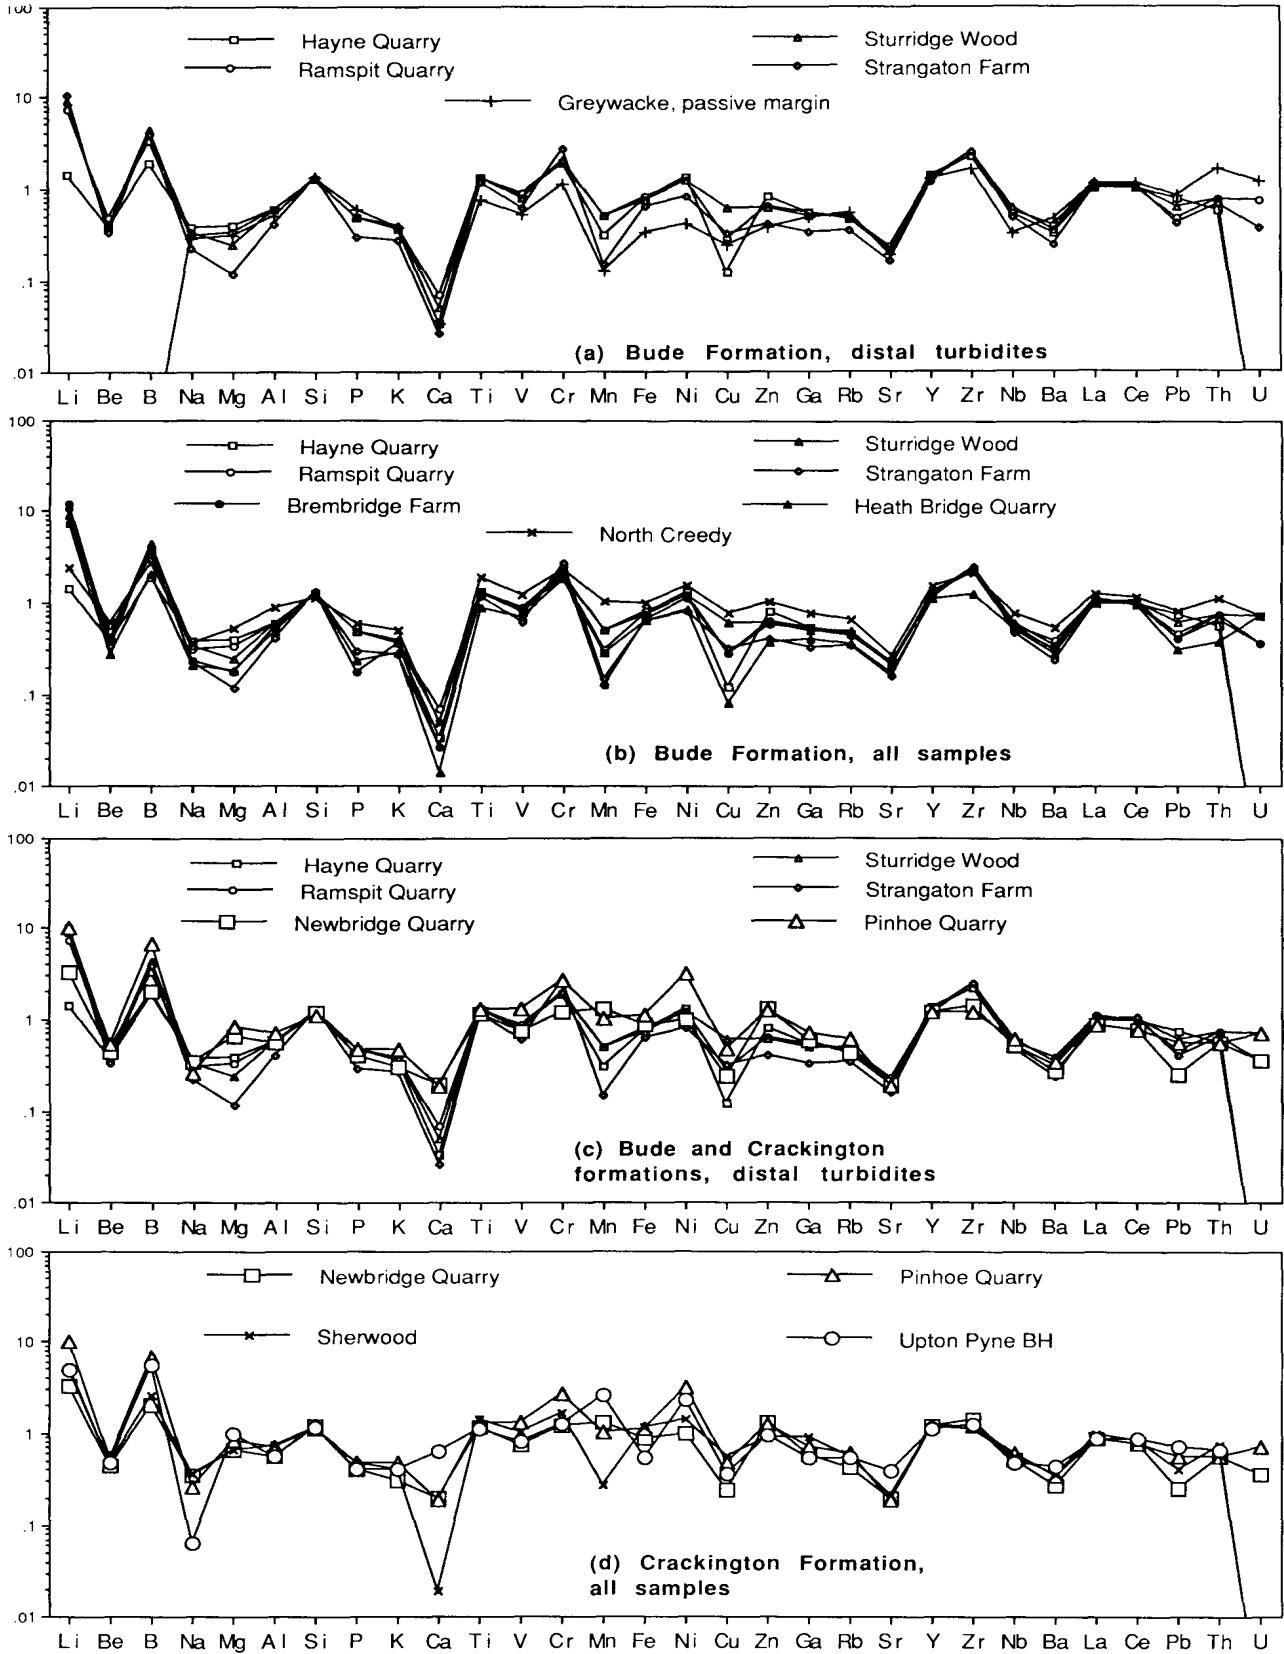 100
Hayne Quarry Sturridge Wood
Ramspit Quarry Strangaton Farm
10
Greywacke, passive margin
1
.1
(a) Bude Formation, distal turbidites
.01
Li Be B Na Mg Al Si P K Ca Ti V Cr Mn Fe Ni Cu Zn Ga Rb Sr Y Zr Nb Ba La Ce Pb Th U
100
Hayne Quarry Sturridge Wood
Ramspit Quarry Strangaton Farm
Brembridge Farm Heath Bridge Quarry
10
North Creedy
1
.1
(b) Bude Formation, all samples
.01
Li Be B Na Mg Al Si P K Ca Ti V Cr Mn Fe Ni Cu Zn Ga Rb Sr Y Zr Nb Ba La Ce Pb Th U
100
Hayne Quarry Sturridge Wood
Ramspit Quarry Strangaton Farm
Newbridge Quarry Pinhoe Quarry
10
1
.1
(c) Bude and Crackington
formations, distal turbidites
.01
Li Be B Na Mg Al Si P K Ca Ti V Cr Mn Fe Ni Cu Zn Ga Rb Sr Y Zr Nb Ba La Ce Pb Th U
100
Newbridge Quarry Pinhoe Quarry
Sherwood Upton Pyne BH
10
1
.1
(d) Crackington Formation,
all samples
.01
Li Be B Na Mg Al Si P K Ca Ti V Cr Mn Fe Ni Cu Zn Ga Rb Sr Y Zr Nb Ba La Ce Pb Th U